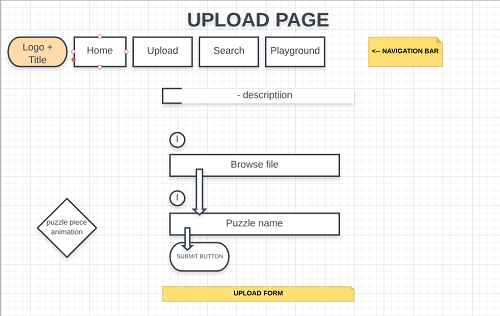 UPLOAD PAGE
Logo +
Title
Home
Upload
Search
Playground
<-- NAVIGATION BAR
- descriptiion
I
Browse file
I
Puzzle name
puzzle piece
animation
SUBMIT BUTTON
UPLOAD FORM